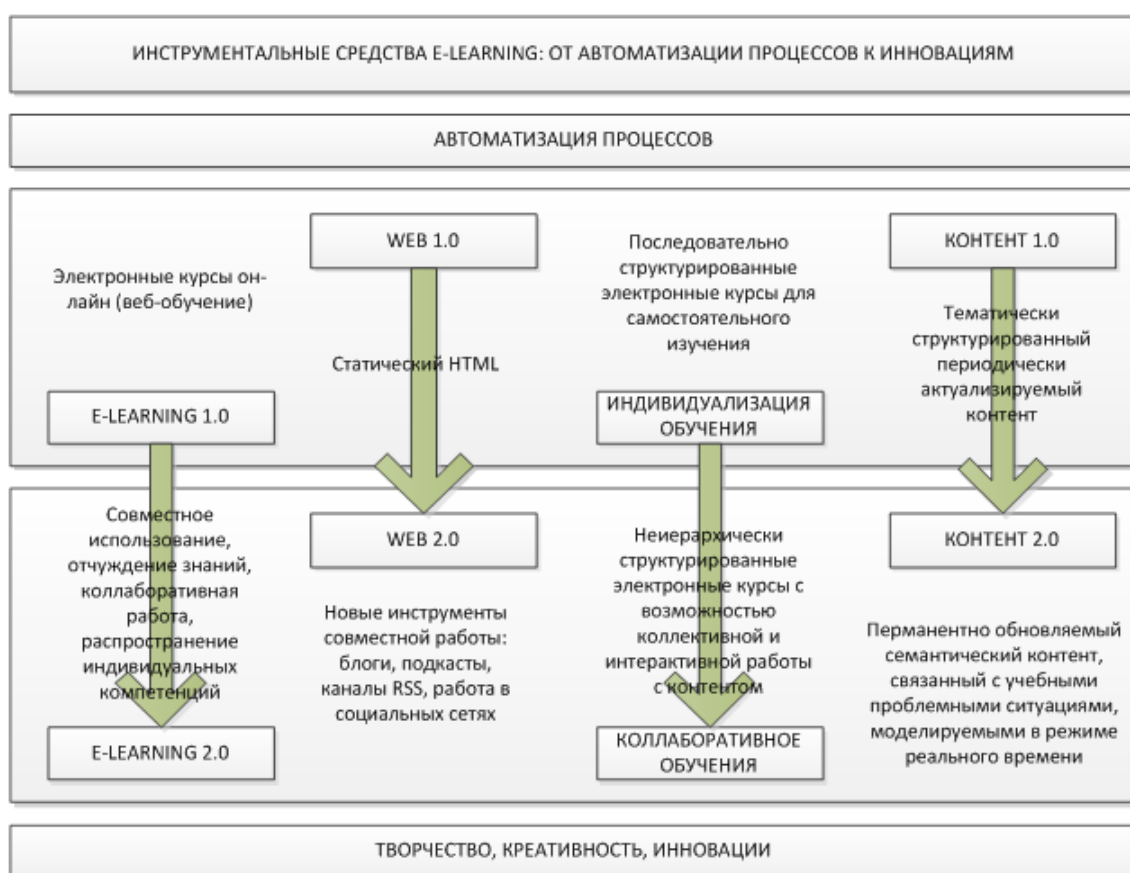 ИНСТРУМЕНТАЛЬНЫЕ СРЕДСТВА E-LEARNING: ОТ АВТОМАТИЗАЦИИ ПРОЦЕССОВ К ИННОВАЦИЯМ
АВТОМАТИЗАЦИЯ ПРОЦЕССОВ
Электронные курсы он-
лайн (веб-обучение)
E-LEARNING 1.0
WEB 1.0
Статический HTML
Последовательно
структурированные
электронные курсы для
самостоятельного
изучения
ИНДИВИДУАЛИЗАЦИЯ
ОБУЧЕНИЯ
КОНТЕНТ 1.0
Тематически
структурированный
периодически
актуализируемый
контент
Совместное
использование,
отчуждение знаний,
коллаборативная
работа,
распространение
индивидуальных
компетенций
E-LEARNING 2.0
WEB 2.0
Новые инструменты
совместной работы:
блоги, подкасты,
каналы RSS, работа в
социальных сетях
Неиерархически
структурированные
электронные курсы с
возможностью
коллективной и
интерактивной работы
с контентом
КОЛЛАБОРАТИВНОЕ
ОБУЧЕНИЯ
КОНТЕНТ 2.0
Перманентно обновляемый
семантический контент,
связанный с учебными
проблемными ситуациями,
моделируемыми в режиме
реального времени
ТВОРЧЕСТВО, КРЕАТИВНОСТЬ, ИННОВАЦИИ